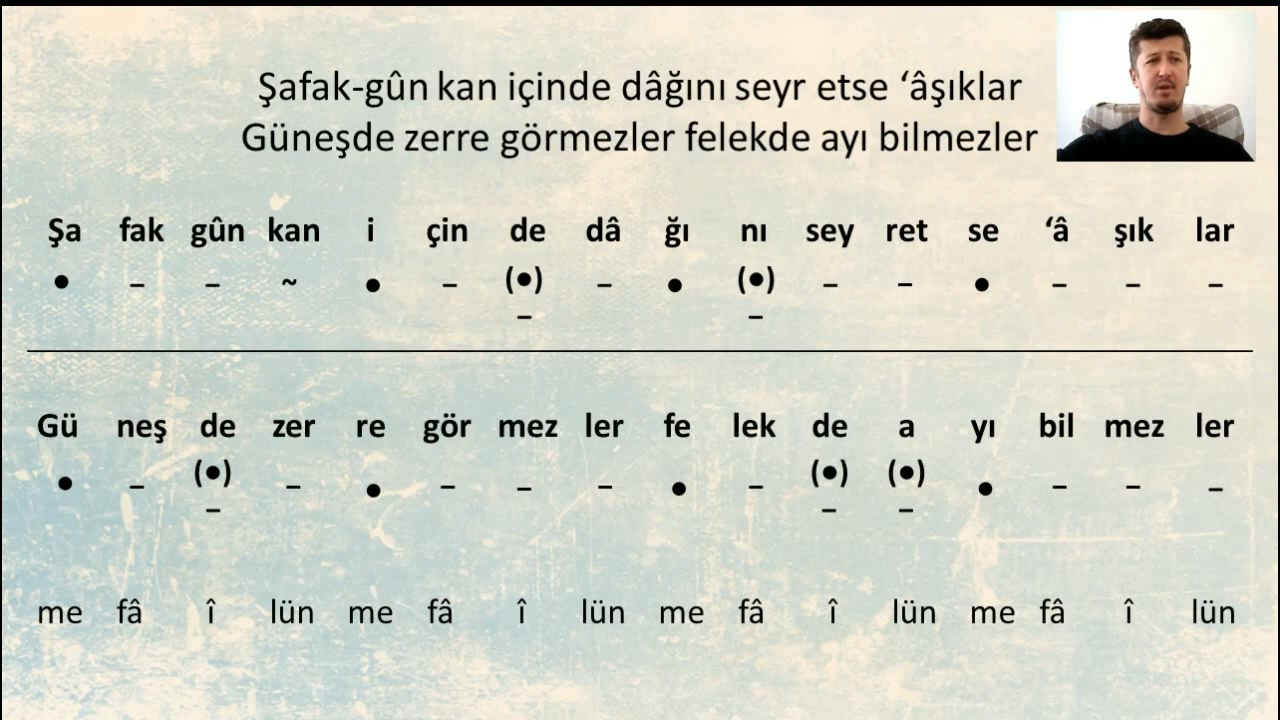 Şafak-gûn kan içinde dâğını seyr etse ‘âşıklar
Güneşde zerre görmezler felekde ayı bilmezler
Şa fak gûn kan i çin de dâ ğı nı sey ret se ‘â şık lar
• – – ~ • – (•) – • (•) – – • – – –
– –
Gü neş de zer re gör mez ler fe lek de a yı bil mez ler
• – (•) – • – – – • – (•) (•) • – – –
– – –
me fâ î lün me fâ î lün me fâ î lün me fâ î lün